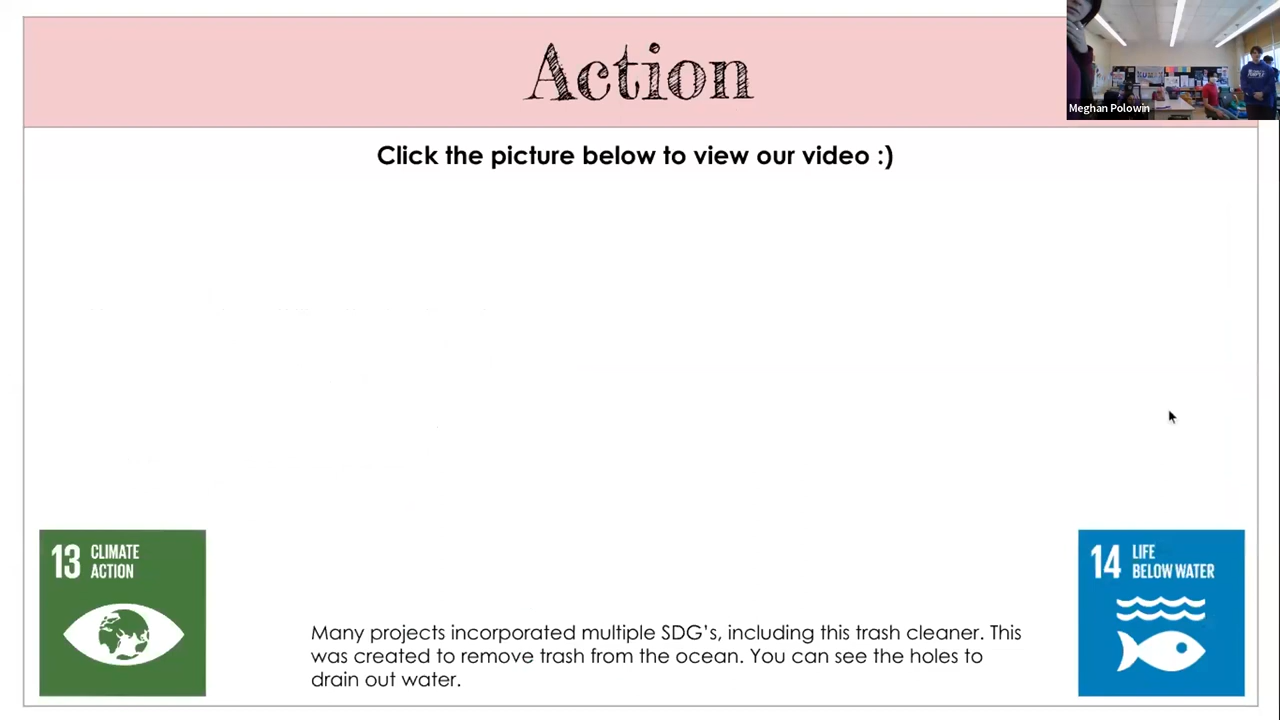 Action
Meghan Polowin
Click the picture below to view our video :)
13 CLIMATE
ACTION
14 LIFE
BELOW WATER
Many projects incorporated multiple SDG's, including this trash cleaner. This
was created to remove trash from the ocean. You can see the holes to
drain out water.